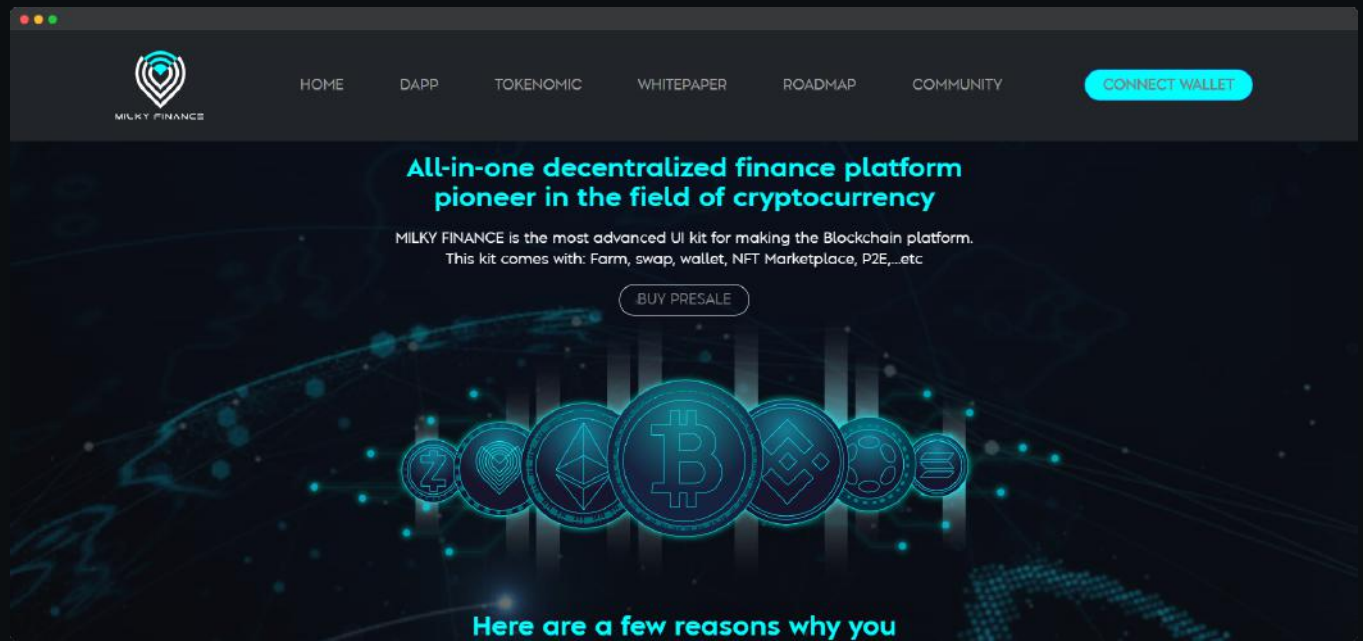 MILKY FINANCE
HOME
DAPP
TOKENOMIC
WHITEPAPER
ROADMAP
COMMUNITY
CONNECT WALLET
All-in-one decentralized finance platform
pioneer in the field of cryptocurrency
MILKY FINANCE is the most advanced UI kit for making the Blockchain platform.
This kit comes with: Farm, swap, wallet, NFT Marketplace, P2E,...etc
BUY PRESALE
Here are a few reasons why you